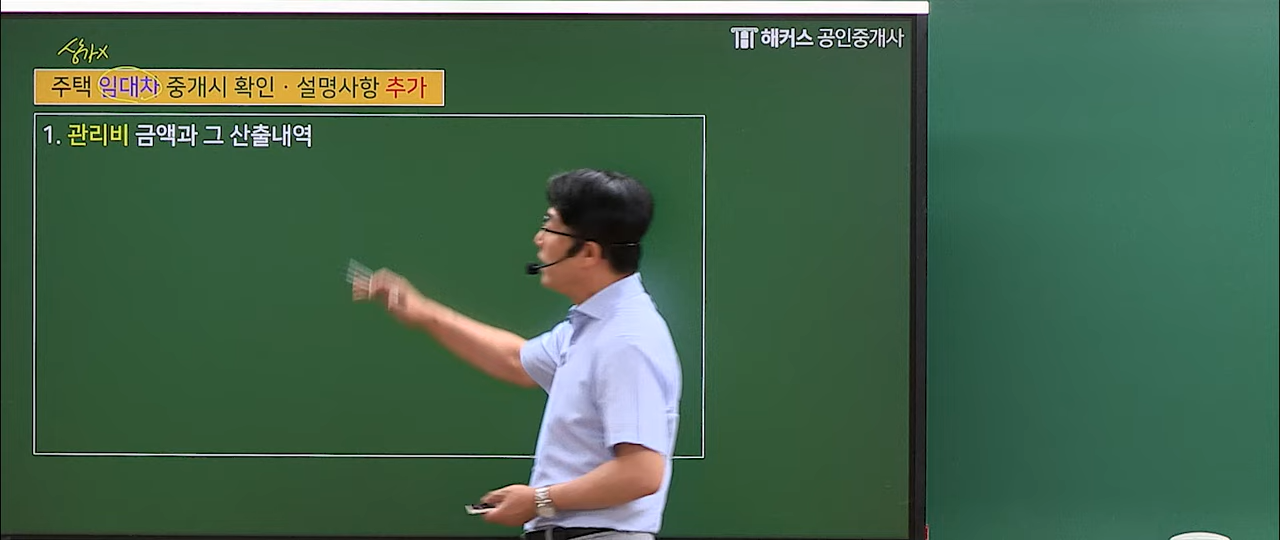 해커스 공인중개사
상가X
주택 임대차 중개시 확인·설명사항 추가
1. 관리비 금액과 그 산출내역